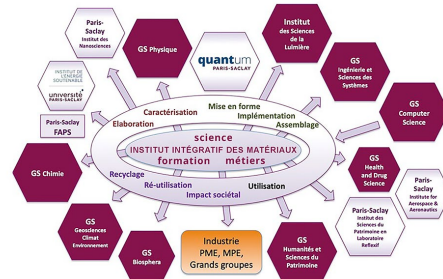 Paris-Saclay
Institut des Nanosciences
GS Physique
quantum
PARIS-SACLAY
Institut
des Sciences
de la
Lulmière
GS
Ingénierie et
Sciences des
Systèmes
INSTITUT
DE L'ÉNERGIE
SOUTENABLE
université
PARIS-SACLAY
Caractérisation
Mise en forme
Implémentation
Assemblage
Elaboration
GS
Computer
Science
Paris-Saclay
FAPS
science
INSTITUT INTÉGRATIF DES MATÉRIAUX
formation métiers
GS Chimie
Recyclage
Ré-utilisation
Impact sociétal
Utilisation
GS
Health
and Drug
Science
Paris-Saclay
Institute for
Aerospace &
Aeronautics
GS
Geosciences
Climat
Environnement
GS
Biosphera
Industrie
PME, MPE,
Grands groupes
GS
Humanités et
Sciences du
Patrimoine
Paris-Saclay
Institut des
Sciences du
Patrimoine en
Laboratoire
Reflexif